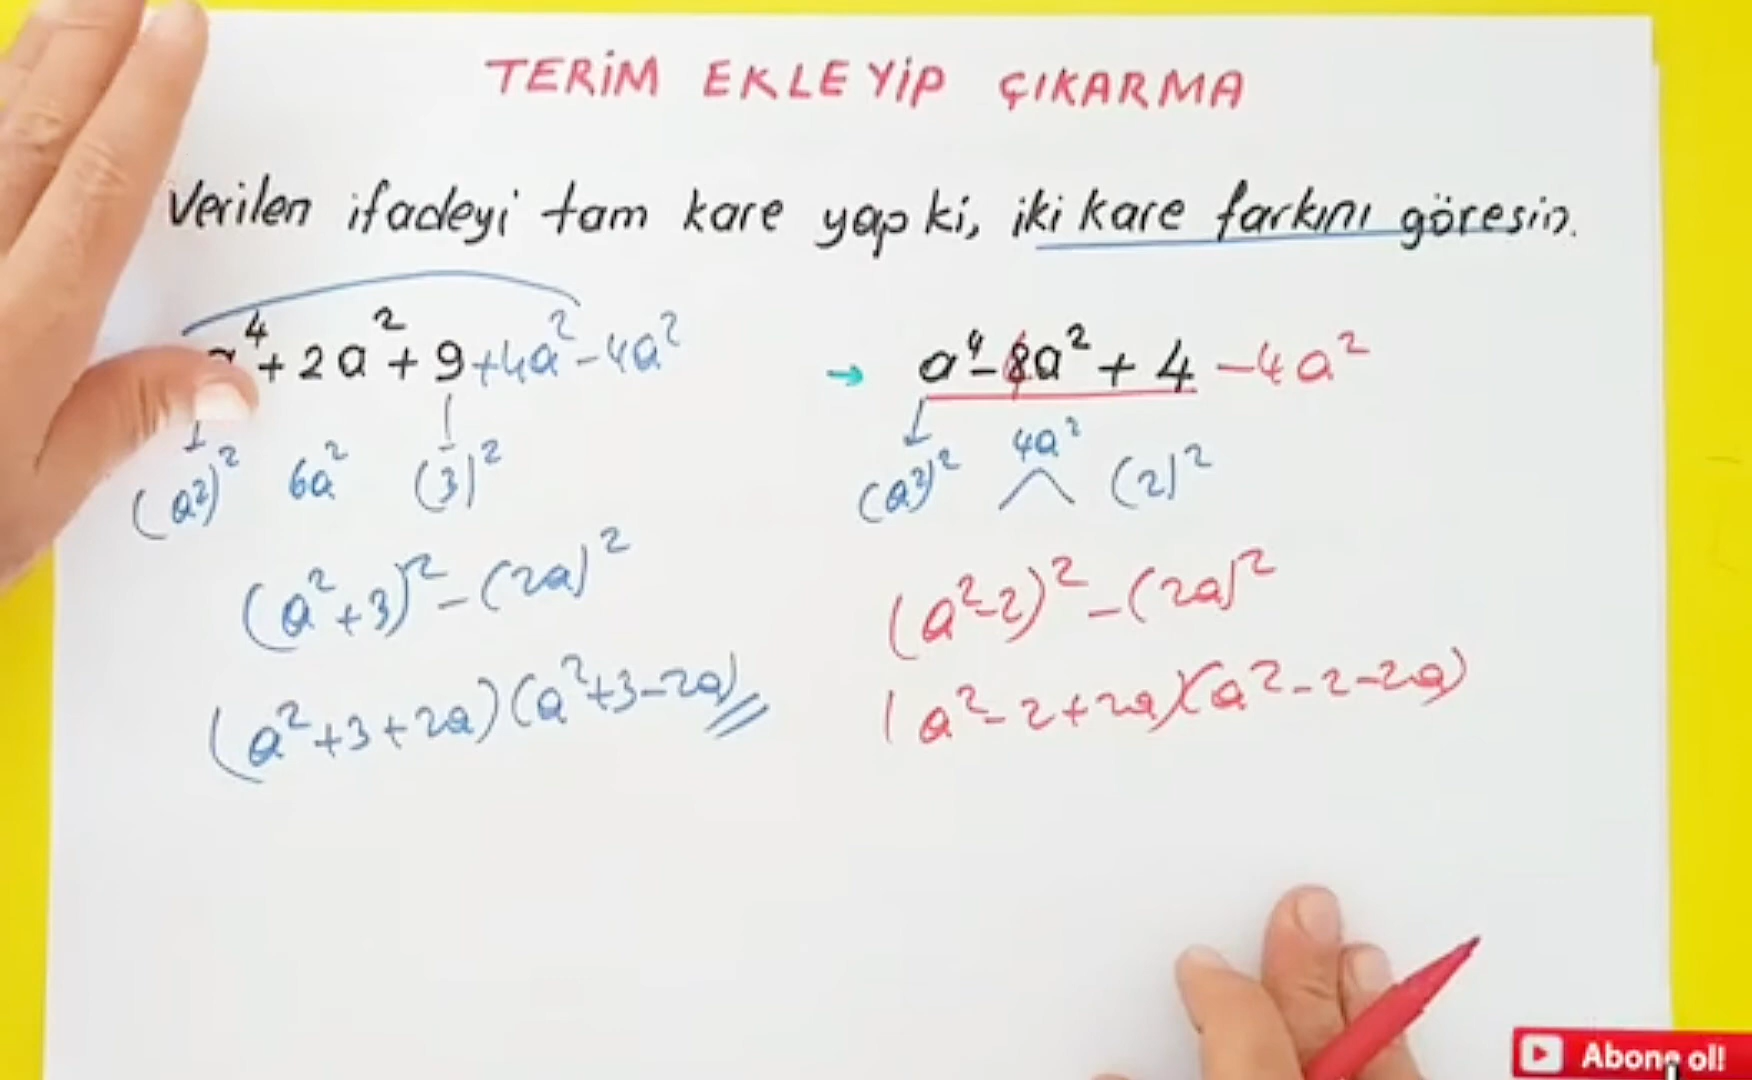 TERİM EKLEYİP ÇIKARMA
Verilen ifadeyi tam kare yap ki, iki kare farkını göresin.
⁴+2a²+9+4a²-4a²
(a²)² 6a² (3)²
(a²+3)²-(2a)²
(a²+3+2a)(a²+3-2a)
→ a⁴-8a²+4-4a²
4a²
(a²)² (2)²
(a²-2)²-(2a)²
(a²-2+2a)(a²-2-2a)
Abone ol!